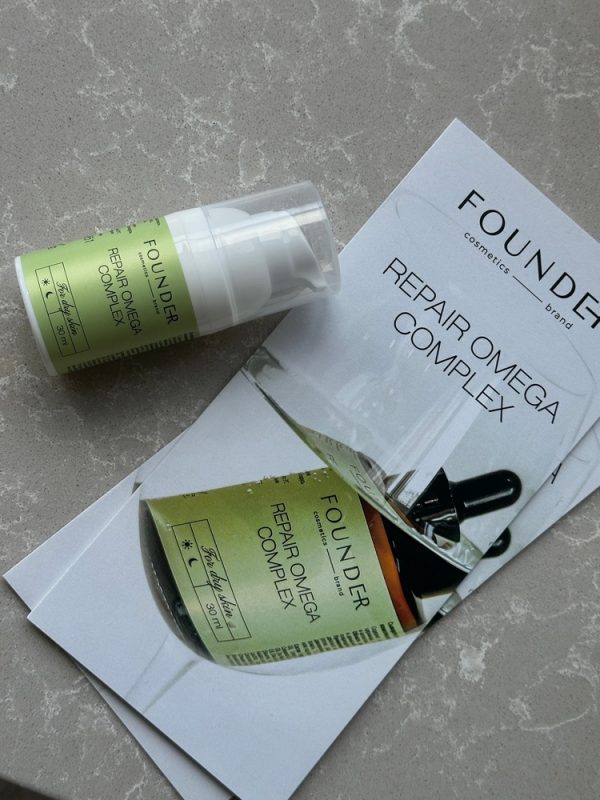 FOUNDER
cosmetics brand
REPAIR OMEGA
COMPLEX
For dry skin
30 ml
FOUNDER
cosmetics brand
REPAIR OMEGA
COMPLEX
FOUNDER
cosmetics brand
REPAIR OMEGA
COMPLEX
For dry skin
30 ml